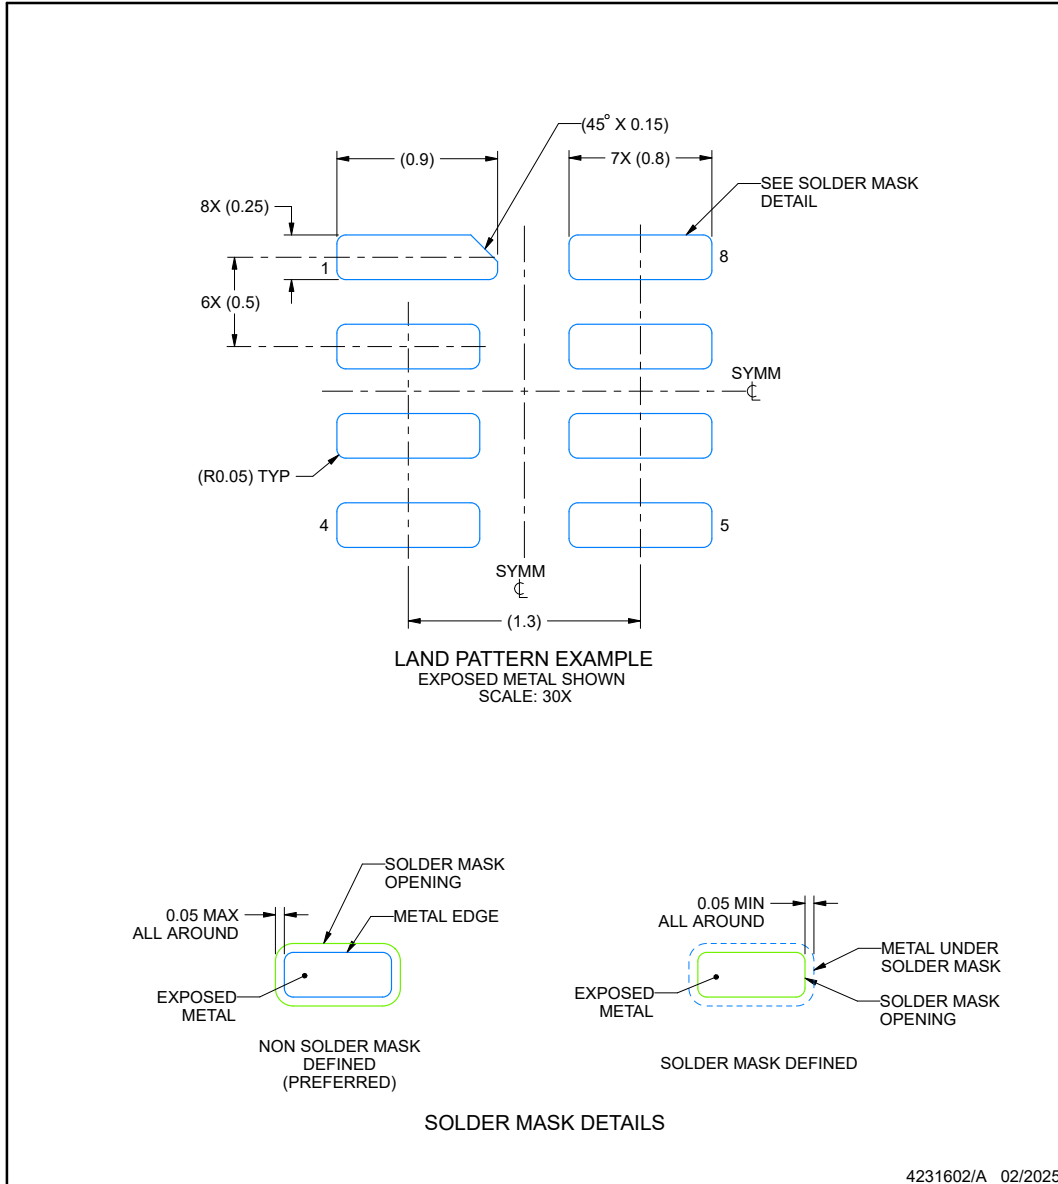 (45° X 0.15)
(0.9)
7X (0.8)
SEE SOLDER MASK
DETAIL
8X (0.25)
1
8
6X (0.5)
SYMM
℄
(R0.05) TYP
4
5
SYMM
℄
(1.3)
LAND PATTERN EXAMPLE
EXPOSED METAL SHOWN
SCALE: 30X
SOLDER MASK
OPENING
0.05 MAX
ALL AROUND
METAL EDGE
EXPOSED
METAL
NON SOLDER MASK
DEFINED
(PREFERRED)
0.05 MIN
ALL AROUND
METAL UNDER
SOLDER MASK
EXPOSED
METAL
SOLDER MASK
OPENING
SOLDER MASK DEFINED
SOLDER MASK DETAILS
4231602/A 02/2025